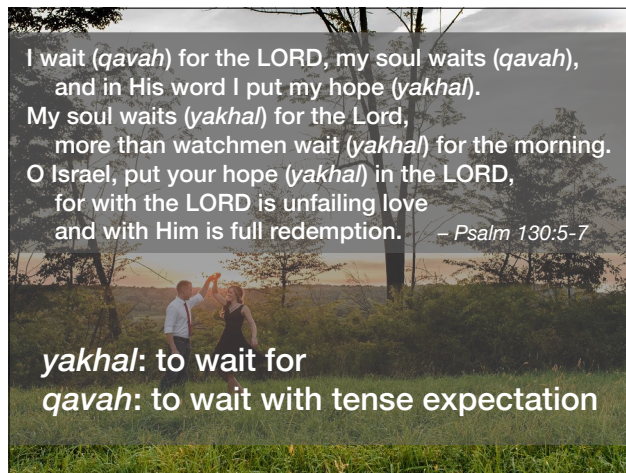 I wait (qavah) for the LORD, my soul waits (qavah),
and in His word I put my hope (yakhal).
My soul waits (yakhal) for the Lord,
more than watchmen wait (yakhal) for the morning.
O Israel, put your hope (yakhal) in the LORD,
for with the LORD is unfailing love
and with Him is full redemption. – Psalm 130:5-7
yakhal: to wait for
qavah: to wait with tense expectation